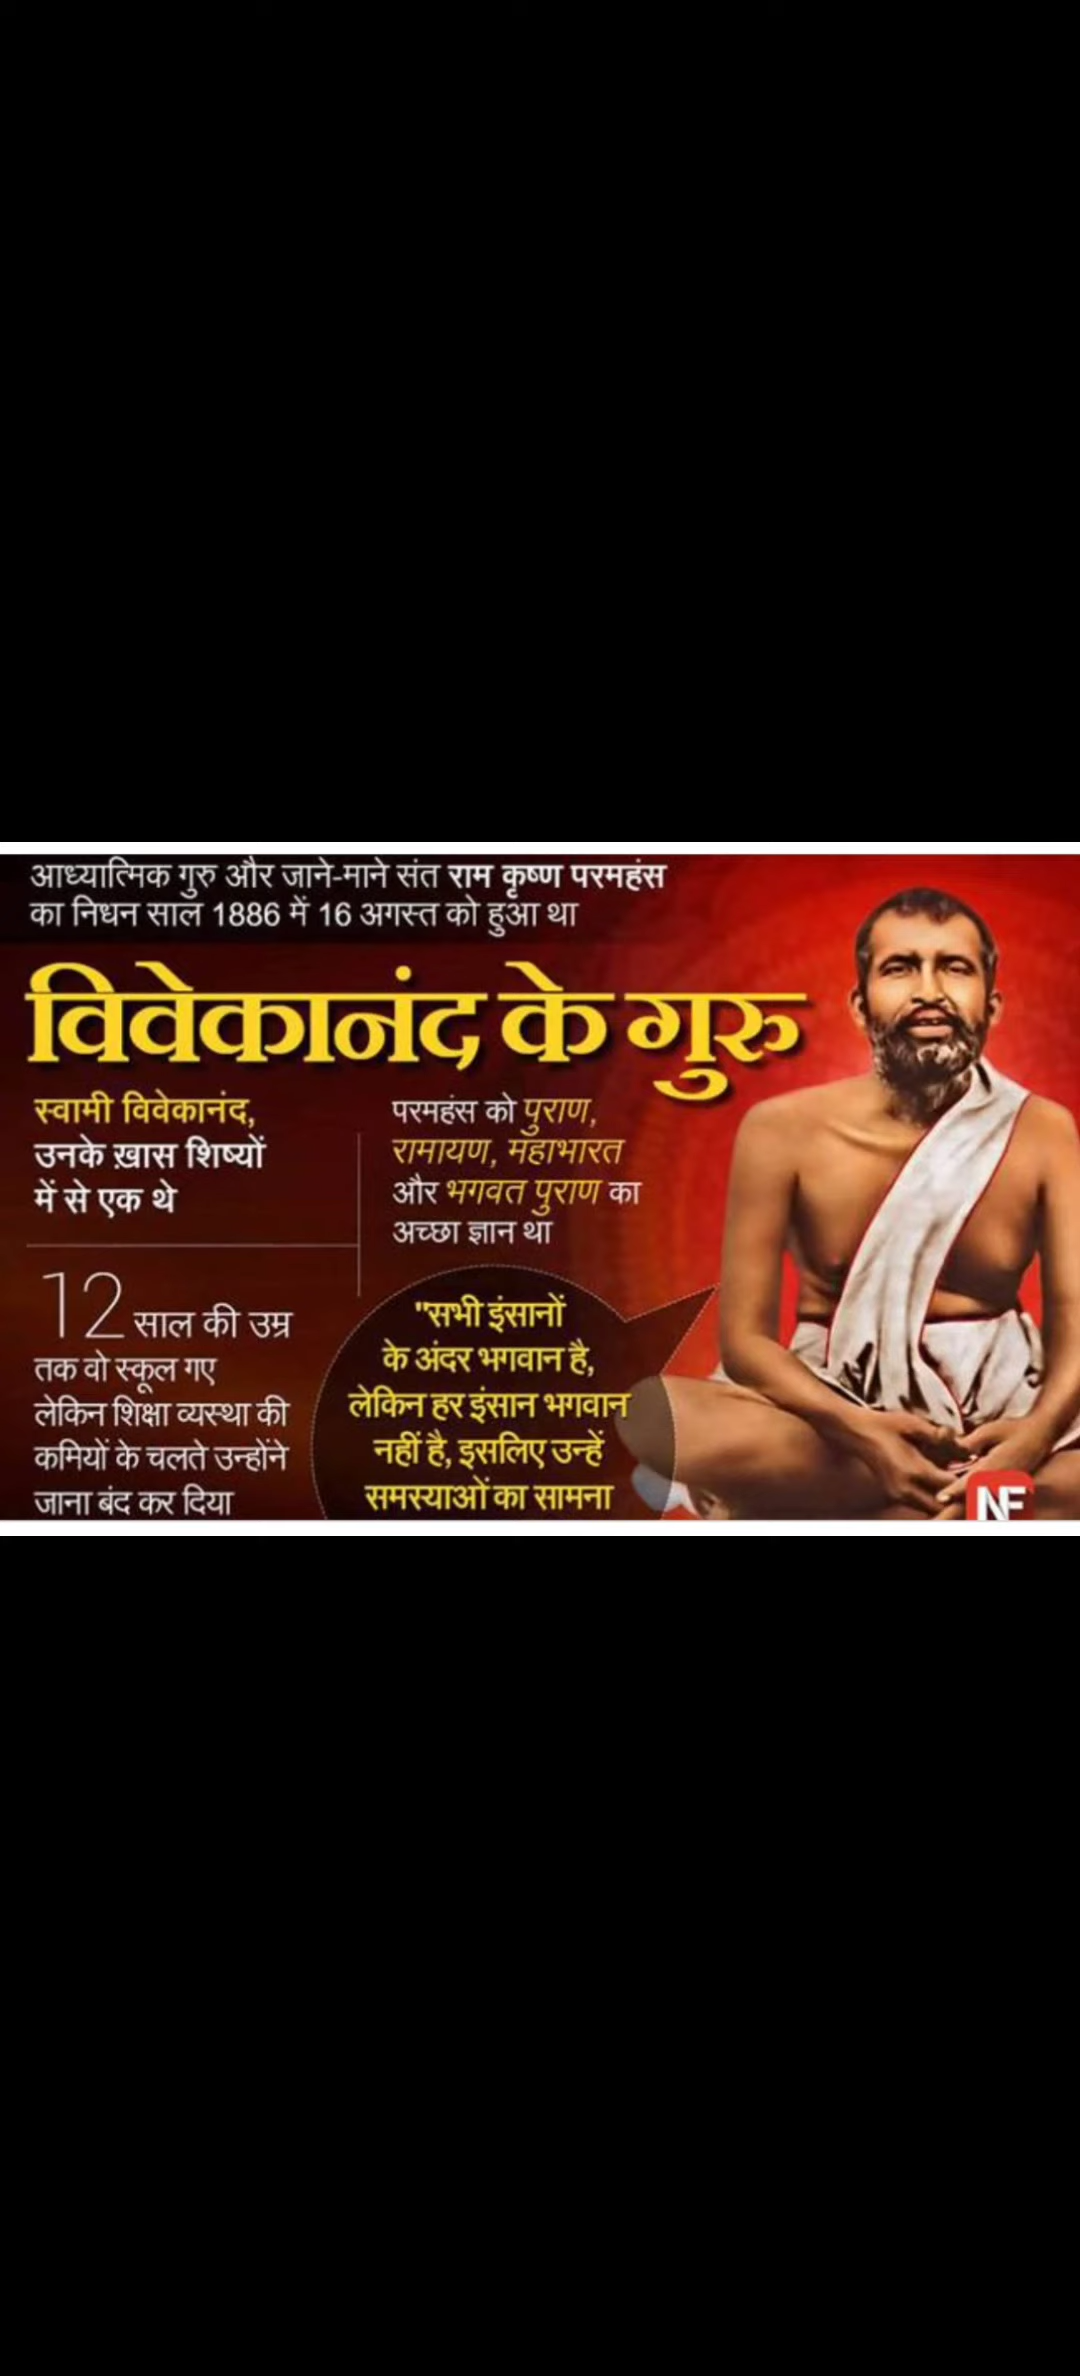 आध्यात्मिक गुरु और जाने-माने संत राम कृष्ण परमहंस
का निधन साल 1886 में 16 अगस्त को हुआ था
विवेकानंद के गुरु
स्वामी विवेकानंद,
उनके ख़ास शिष्यों
में से एक थे
12 साल की उम्र
तक वो स्कूल गए
लेकिन शिक्षा व्यस्था की
कमियों के चलते उन्होंने
जाना बंद कर दिया
परमहंस को पुराण,
रामायण, महाभारत
और भगवत पुराण का
अच्छा ज्ञान था
"सभी इंसानों
के अंदर भगवान है,
लेकिन हर इंसान भगवान
नहीं है, इसलिए उन्हें
समस्याओं का सामना
NF